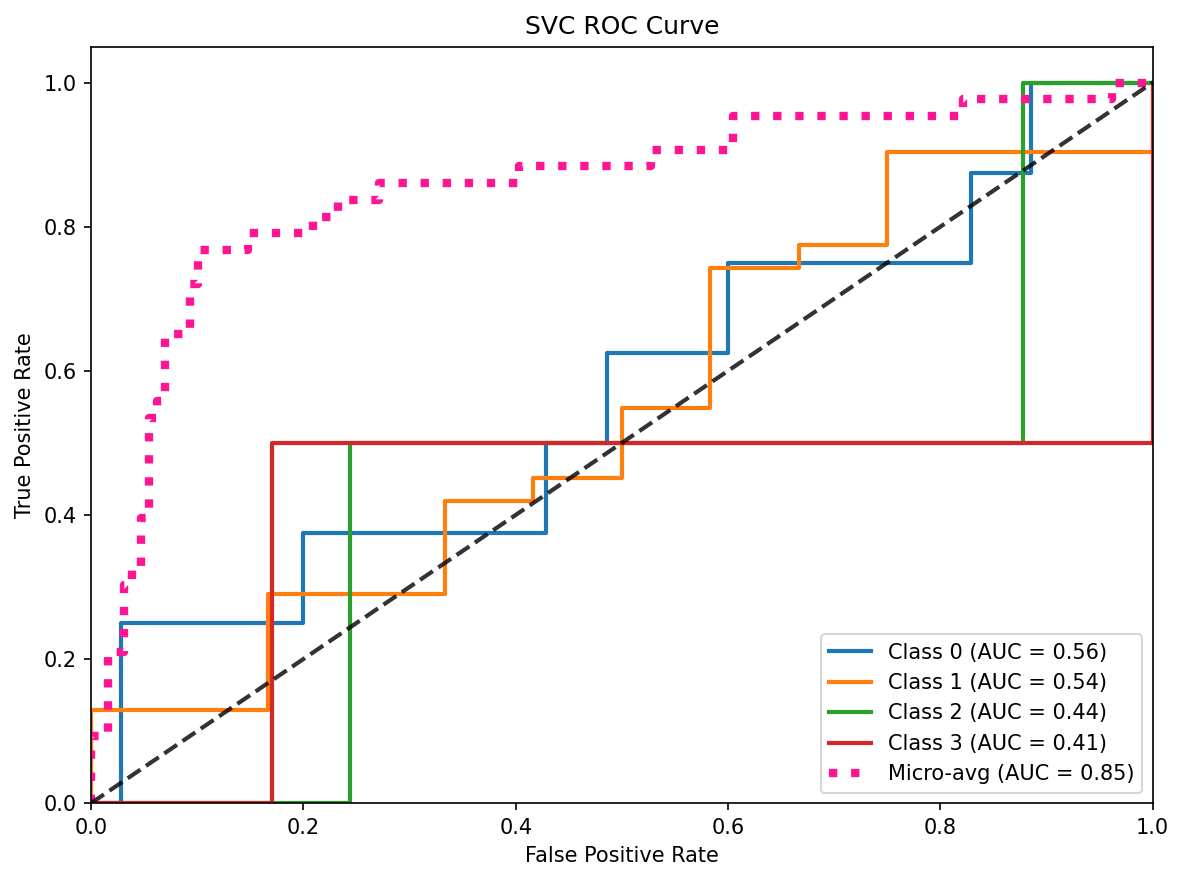 SVC ROC Curve
True Positive Rate
1.0
0.8
0.6
0.4
0.2
0.0
0.0 0.2 0.4 0.6 0.8 1.0
False Positive Rate
Class 0 (AUC = 0.56)
Class 1 (AUC = 0.54)
Class 2 (AUC = 0.44)
Class 3 (AUC = 0.41)
Micro-avg (AUC = 0.85)